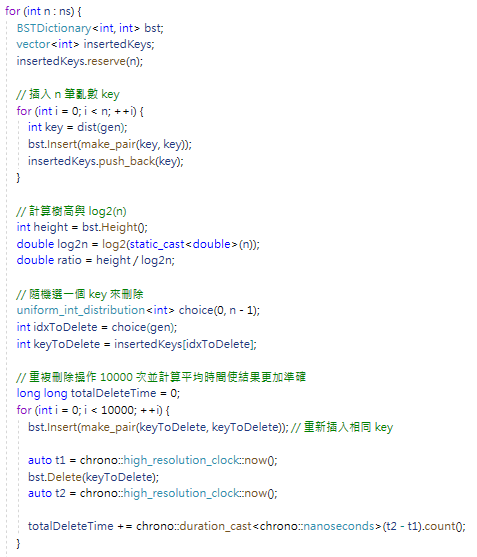 for (int n : ns) {
BSTDictionary<int, int> bst;
vector<int> insertedKeys;
insertedKeys.reserve(n);
// 插入 n 筆亂數 key
for (int i = 0; i < n; ++i) {
int key = dist(gen);
bst.Insert(make_pair(key, key));
insertedKeys.push_back(key);
}
// 計算樹高與 log2(n)
int height = bst.Height();
double log2n = log2(static_cast<double>(n));
double ratio = height / log2n;
// 隨機選一個 key 來刪除
uniform_int_distribution<int> choice(0, n - 1);
int idxToDelete = choice(gen);
int keyToDelete = insertedKeys[idxToDelete];
// 重複刪除操作 10000 次並計算平均時間使結果更加準確
long long totalDeleteTime = 0;
for (int i = 0; i < 10000; ++i) {
bst.Insert(make_pair(keyToDelete, keyToDelete)); // 重新插入相同 key
auto t1 = chrono::high_resolution_clock::now();
bst.Delete(keyToDelete);
auto t2 = chrono::high_resolution_clock::now();
totalDeleteTime += chrono::duration_cast<chrono::nanoseconds>(t2 - t1).count();
}